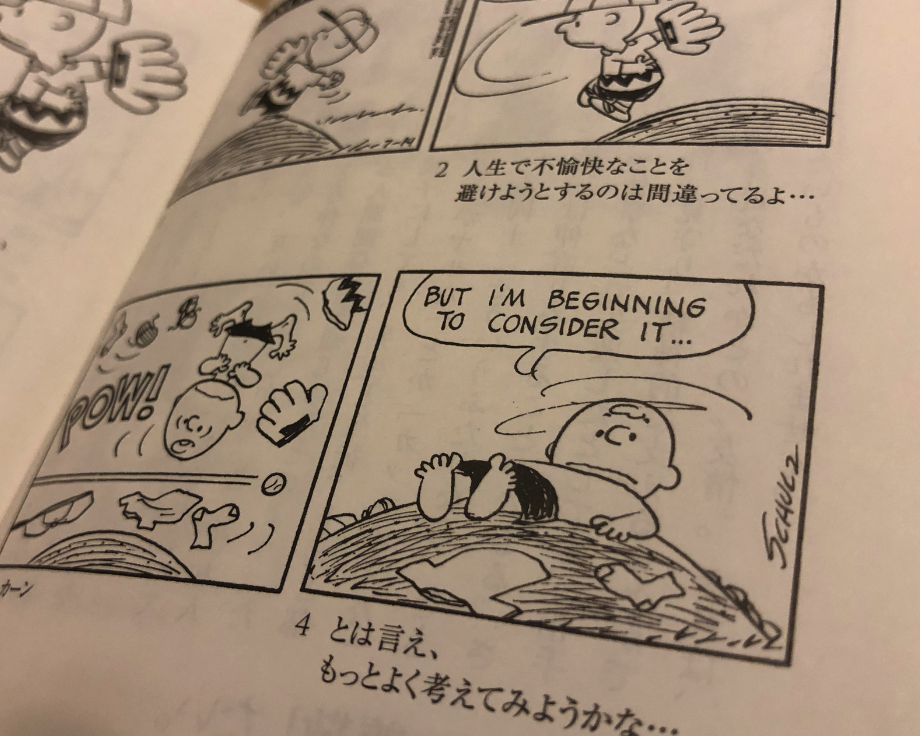 2 人生で不愉快なことを
避けようとするのは間違ってるよ…
POW!
カーン
BUT I'M BEGINNING
TO CONSIDER IT...
SCHULZ
4 とは言え、
もっとよく考えてみようかな…